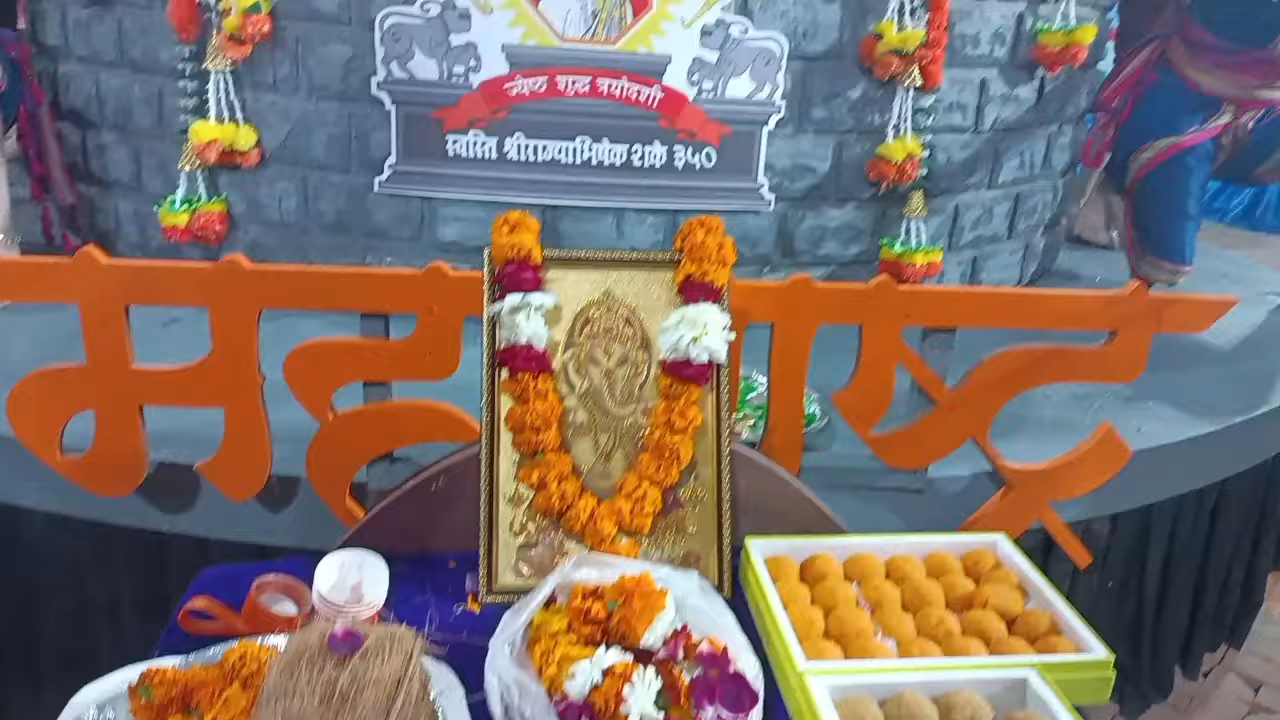 ज्येष्ठ शुद्ध त्रयोदशी
स्वस्ति श्रीराज्याभिषेक शके ३५०
महाराष्ट्र